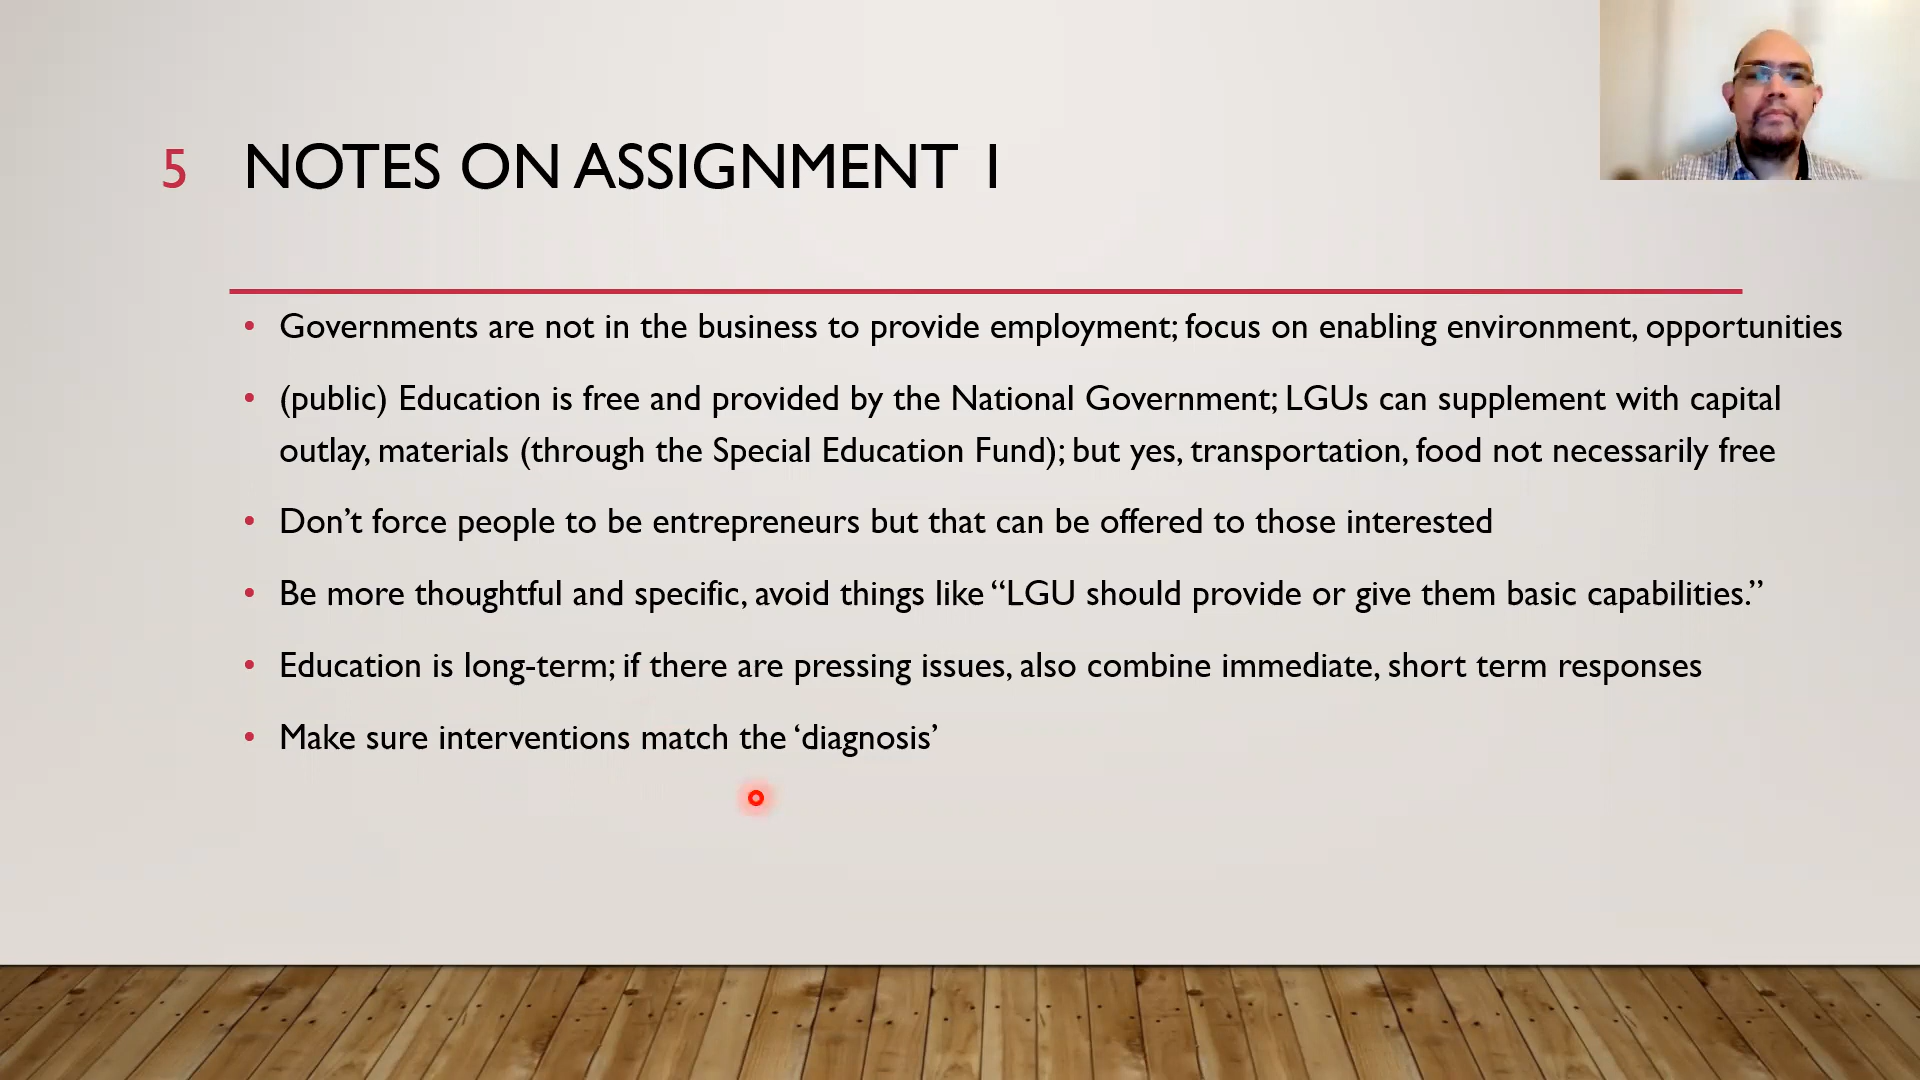 5 NOTES ON ASSIGNMENT 1
• Governments are not in the business to provide employment; focus on enabling environment, opportunities
• (public) Education is free and provided by the National Government; LGUs can supplement with capital
outlay, materials (through the Special Education Fund); but yes, transportation, food not necessarily free
• Don’t force people to be entrepreneurs but that can be offered to those interested
• Be more thoughtful and specific, avoid things like “LGU should provide or give them basic capabilities.”
• Education is long-term; if there are pressing issues, also combine immediate, short term responses
• Make sure interventions match the ‘diagnosis’